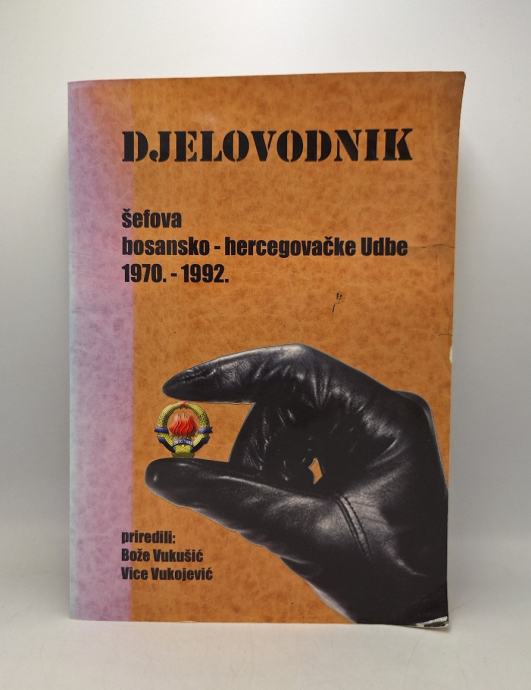 DJELOVODNIK
šefova
bosansko - hercegovačke Udbe
1970. - 1992.
priredili:
Bože Vukušić
Vice Vukojević